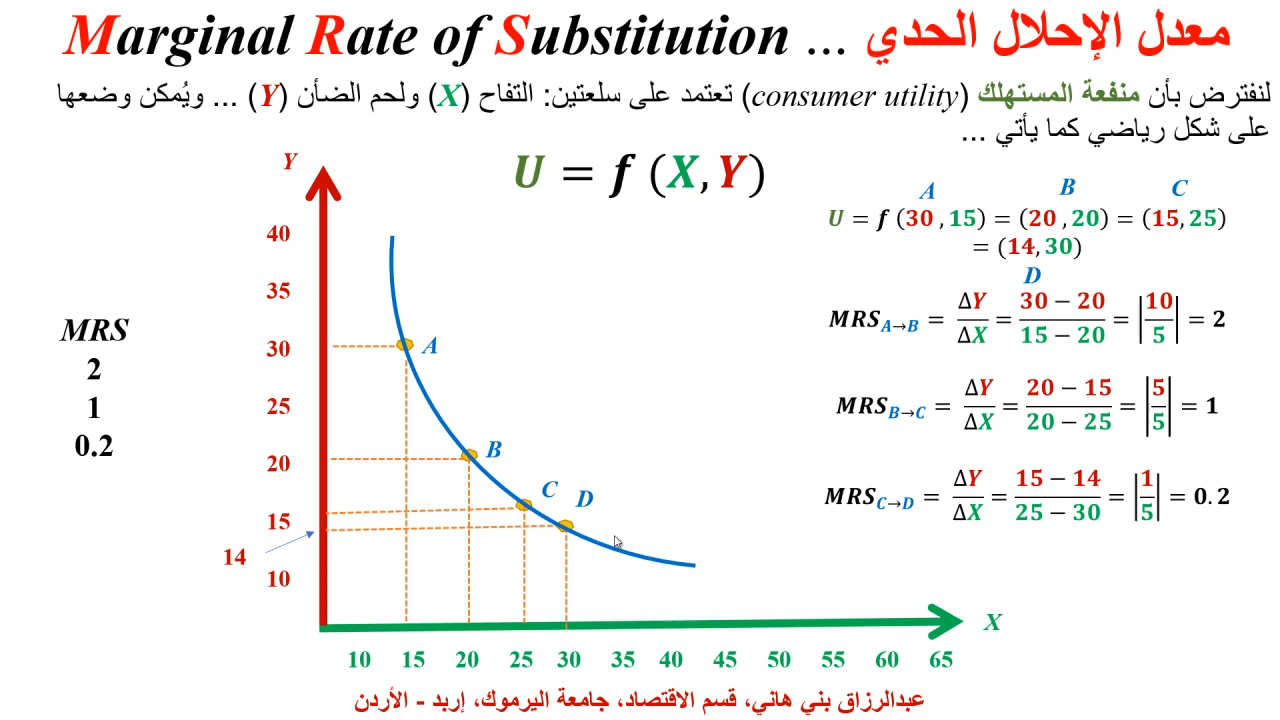 Marginal Rate of Substitution ... معدل الإحلال الحدي
لنفترض بأن منفعة المستهلك (consumer utility) تعتمد على سلعتين: التفاح (X) ولحم الضأن (Y) ... ويُمكن وضعها
على شكل رياضي كما يأتي ...
U = f (X, Y)
A B C
U = f (30 , 15) = (20 , 20) = (15, 25)
= (14, 30)
D
MRS A→B = ΔY/ΔX = (30 − 20)/(15 − 20) = |10/5| = 2
MRS B→C = ΔY/ΔX = (20 − 15)/(20 − 25) = |5/5| = 1
MRS C→D = ΔY/ΔX = (15 − 14)/(25 − 30) = |1/5| = 0.2
MRS
2
1
0.2
Y
40
35
30
25
20
15
14
10
A
B
C
D
X
10 15 20 25 30 35 40 45 50 55 60 65
عبدالرزاق بني هاني، قسم الاقتصاد، جامعة اليرموك، إربد - الأردن